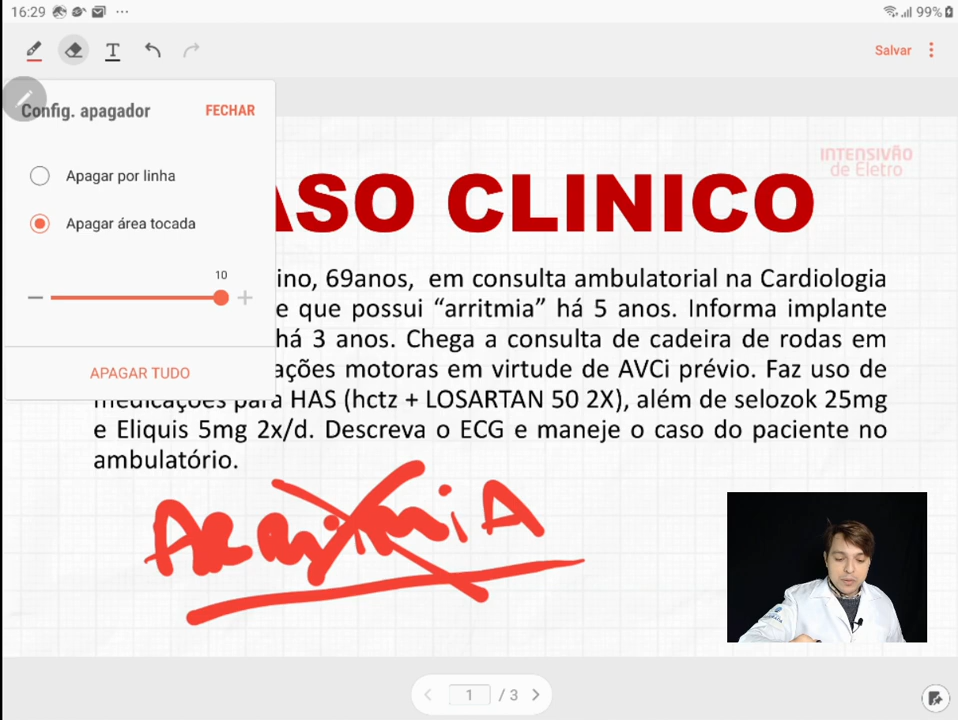 16:29
99%
Salvar
Config. apagador
FECHAR
Apagar por linha
Apagar área tocada
10
APAGAR TUDO
INTENSIVÃO
de Eletro
ASO CLINICO
ino, 69anos, em consulta ambulatorial na Cardiologia
e que possui “arritmia” há 5 anos. Informa implante
há 3 anos. Chega a consulta de cadeira de rodas em
ações motoras em virtude de AVCi prévio. Faz uso de
medicações para HAS (hctz + LOSARTAN 50 2X), além de selozok 25mg
e Eliquis 5mg 2x/d. Descreva o ECG e maneje o caso do paciente no
ambulatório.
ARRitmiA
1 / 3